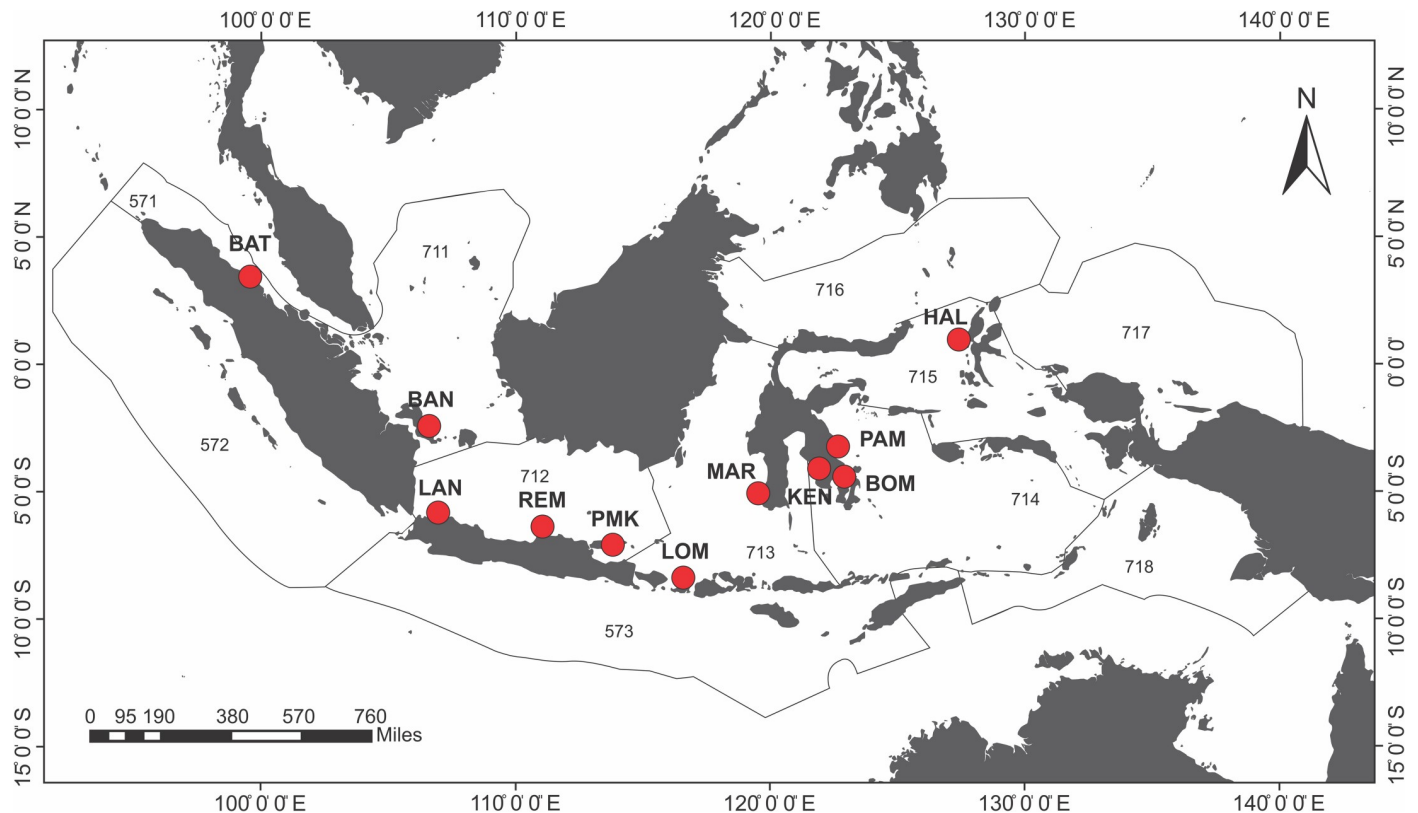 100°0'0"E 110°0'0"E 120°0'0"E 130°0'0"E 140°0'0"E
10°0'0"N 10°0'0"N
N
571
5°0'0"N 5°0'0"N
BAT
711
716
HAL
717
0°0'0" 0°0'0"
715
BAN
572
PAM
MAR
KEN
BOM
712
LAN
REM
714
5°0'0"S 5°0'0"S
PMK
LOM
713
718
573
10°0'0"S 10°0'0"S
0 95 190 380 570 760
Miles
15°0'0"S 15°0'0"S
100°0'0"E 110°0'0"E 120°0'0"E 130°0'0"E 140°0'0"E